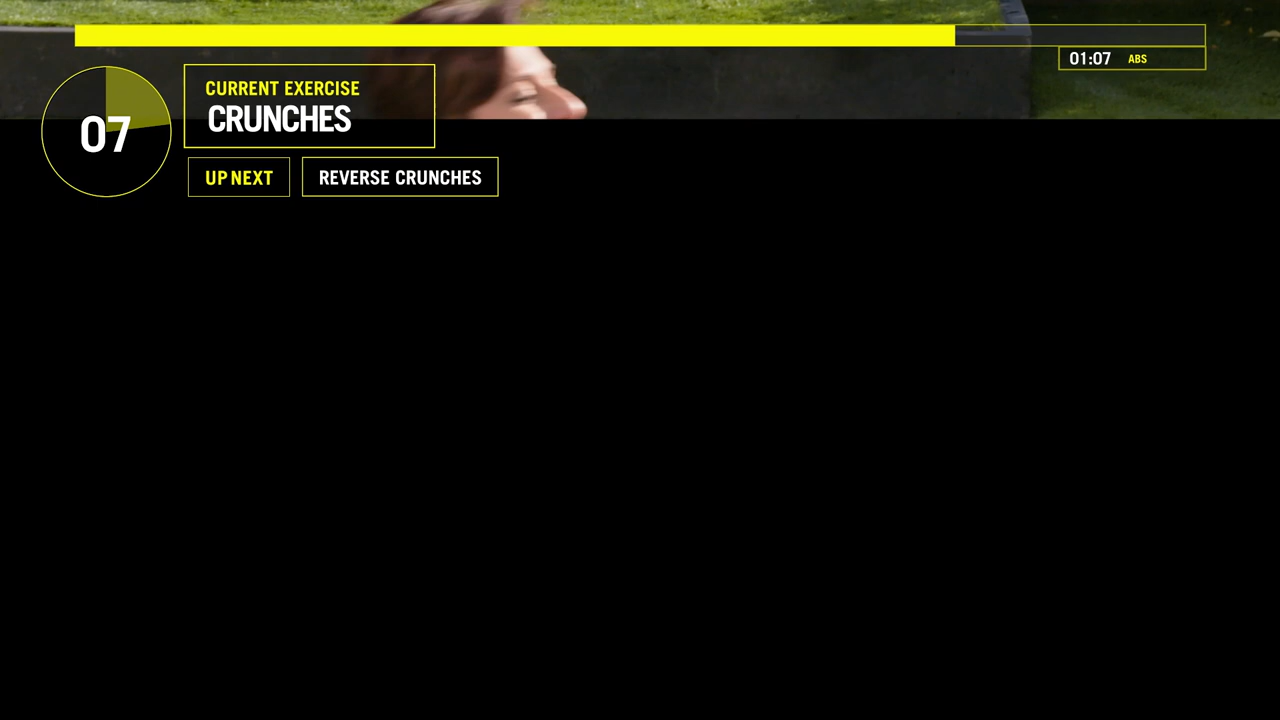 01:07 ABS
CURRENT EXERCISE
CRUNCHES
07
UP NEXT
REVERSE CRUNCHES